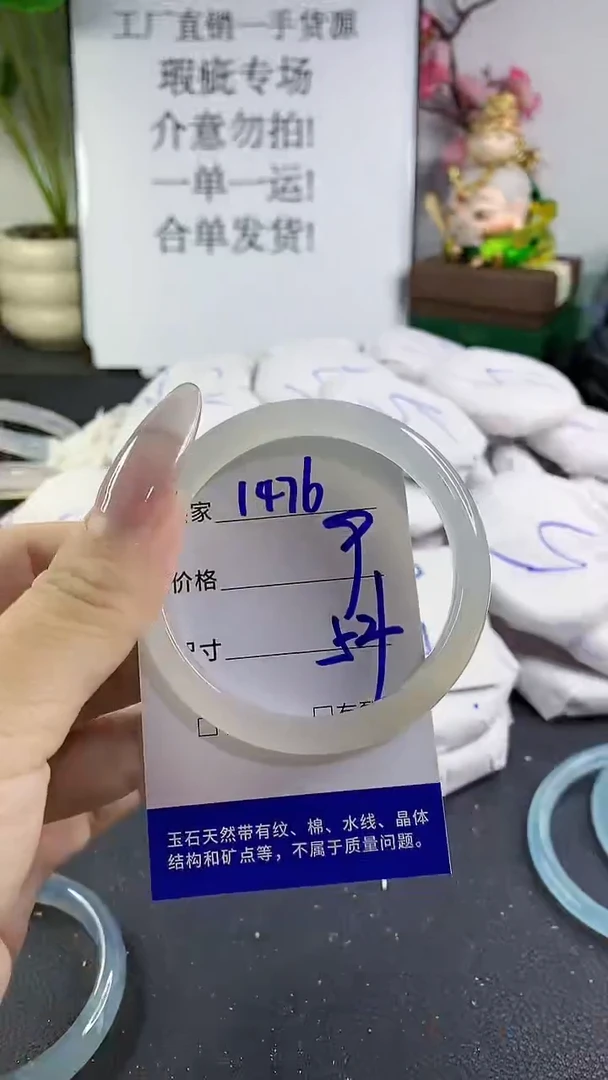 工厂直销一手货源
瑕疵专场
介意勿拍!
一单一运!
合单发货!
家 1476
价格
寸 54
玉石天然带有纹、棉、水线、晶体
结构和矿点等，不属于质量问题。